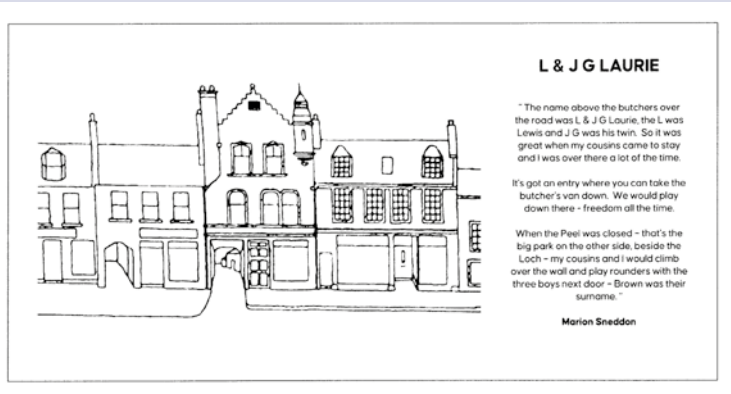 L & J G LAURIE
" The name above the butchers over
the road was L & J G Laurie, the L was
Lewis and J G was his twin. So it was
great when my cousins came to stay
and I was over there a lot of the time.
It's got an entry where you can take the
butcher's van down. We would play
down there - freedom all the time.
When the Peel was closed - that's the
big park on the other side, beside the
Loch - my cousins and I would climb
over the wall and play rounders with the
three boys next door - Brown was their
surname. "
Marion Sneddon